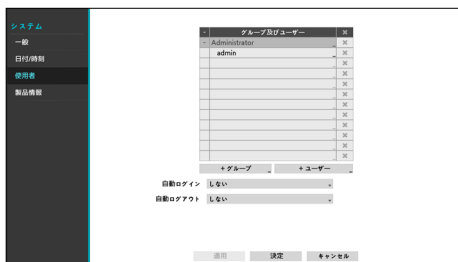 システム
一般
日付/時刻
使用者
製品情報
- グループ及びユーザー ×
- Administrator
admin
+ グループ
+ ユーザー
自動ログイン しない
自動ログアウト しない
適用 決定 キャンセル